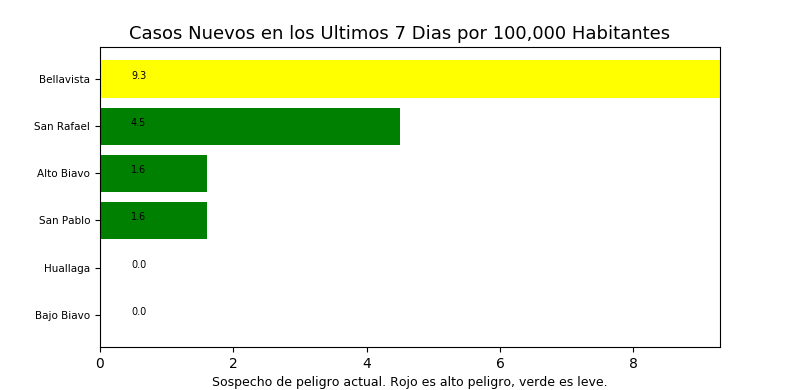 Casos Nuevos en los Ultimos 7 Dias por 100,000 Habitantes
Bellavista 9.3
San Rafael 4.5
Alto Biavo 1.6
San Pablo 1.6
Huallaga 0.0
Bajo Biavo 0.0
0 2 4 6 8
Sospecho de peligro actual. Rojo es alto peligro, verde es leve.